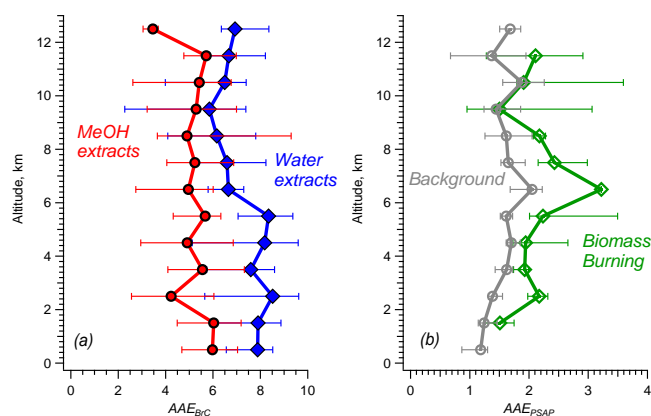 12
10
8
6
4
2
0
Altitude, km
MeOH
extracts
Water
extracts
(a)
0 2 4 6 8 10
AAEBrC
12
10
8
6
4
2
0
Altitude, km
Background
Biomass
Burning
(b)
0 1 2 3 4
AAEPSAP